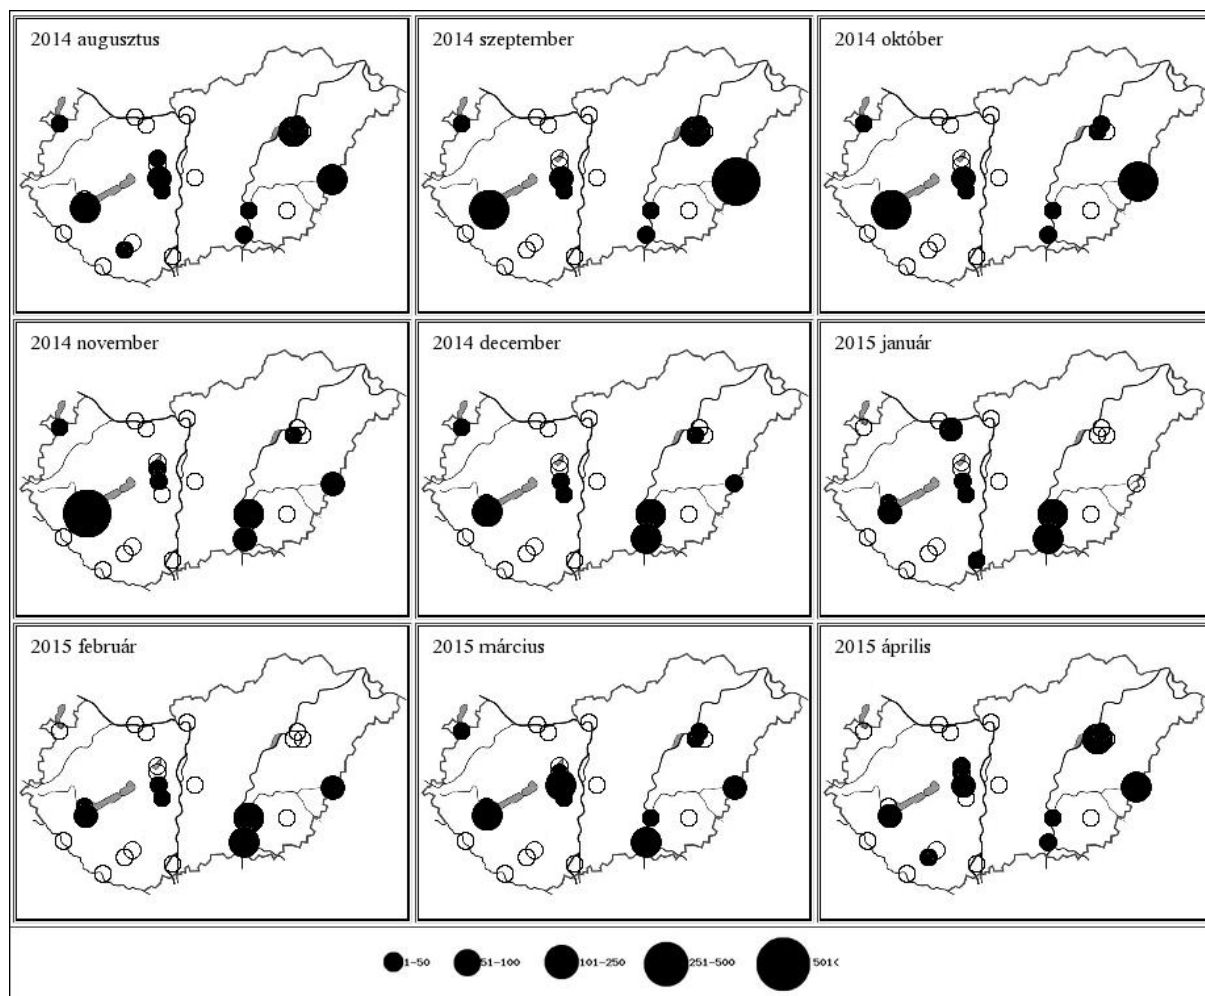 2014 augusztus
2014 szeptember
2014 október
2014 november
2014 december
2015 január
2015 február
2015 március
2015 április
1-50
51-100
101-250
251-500
501<